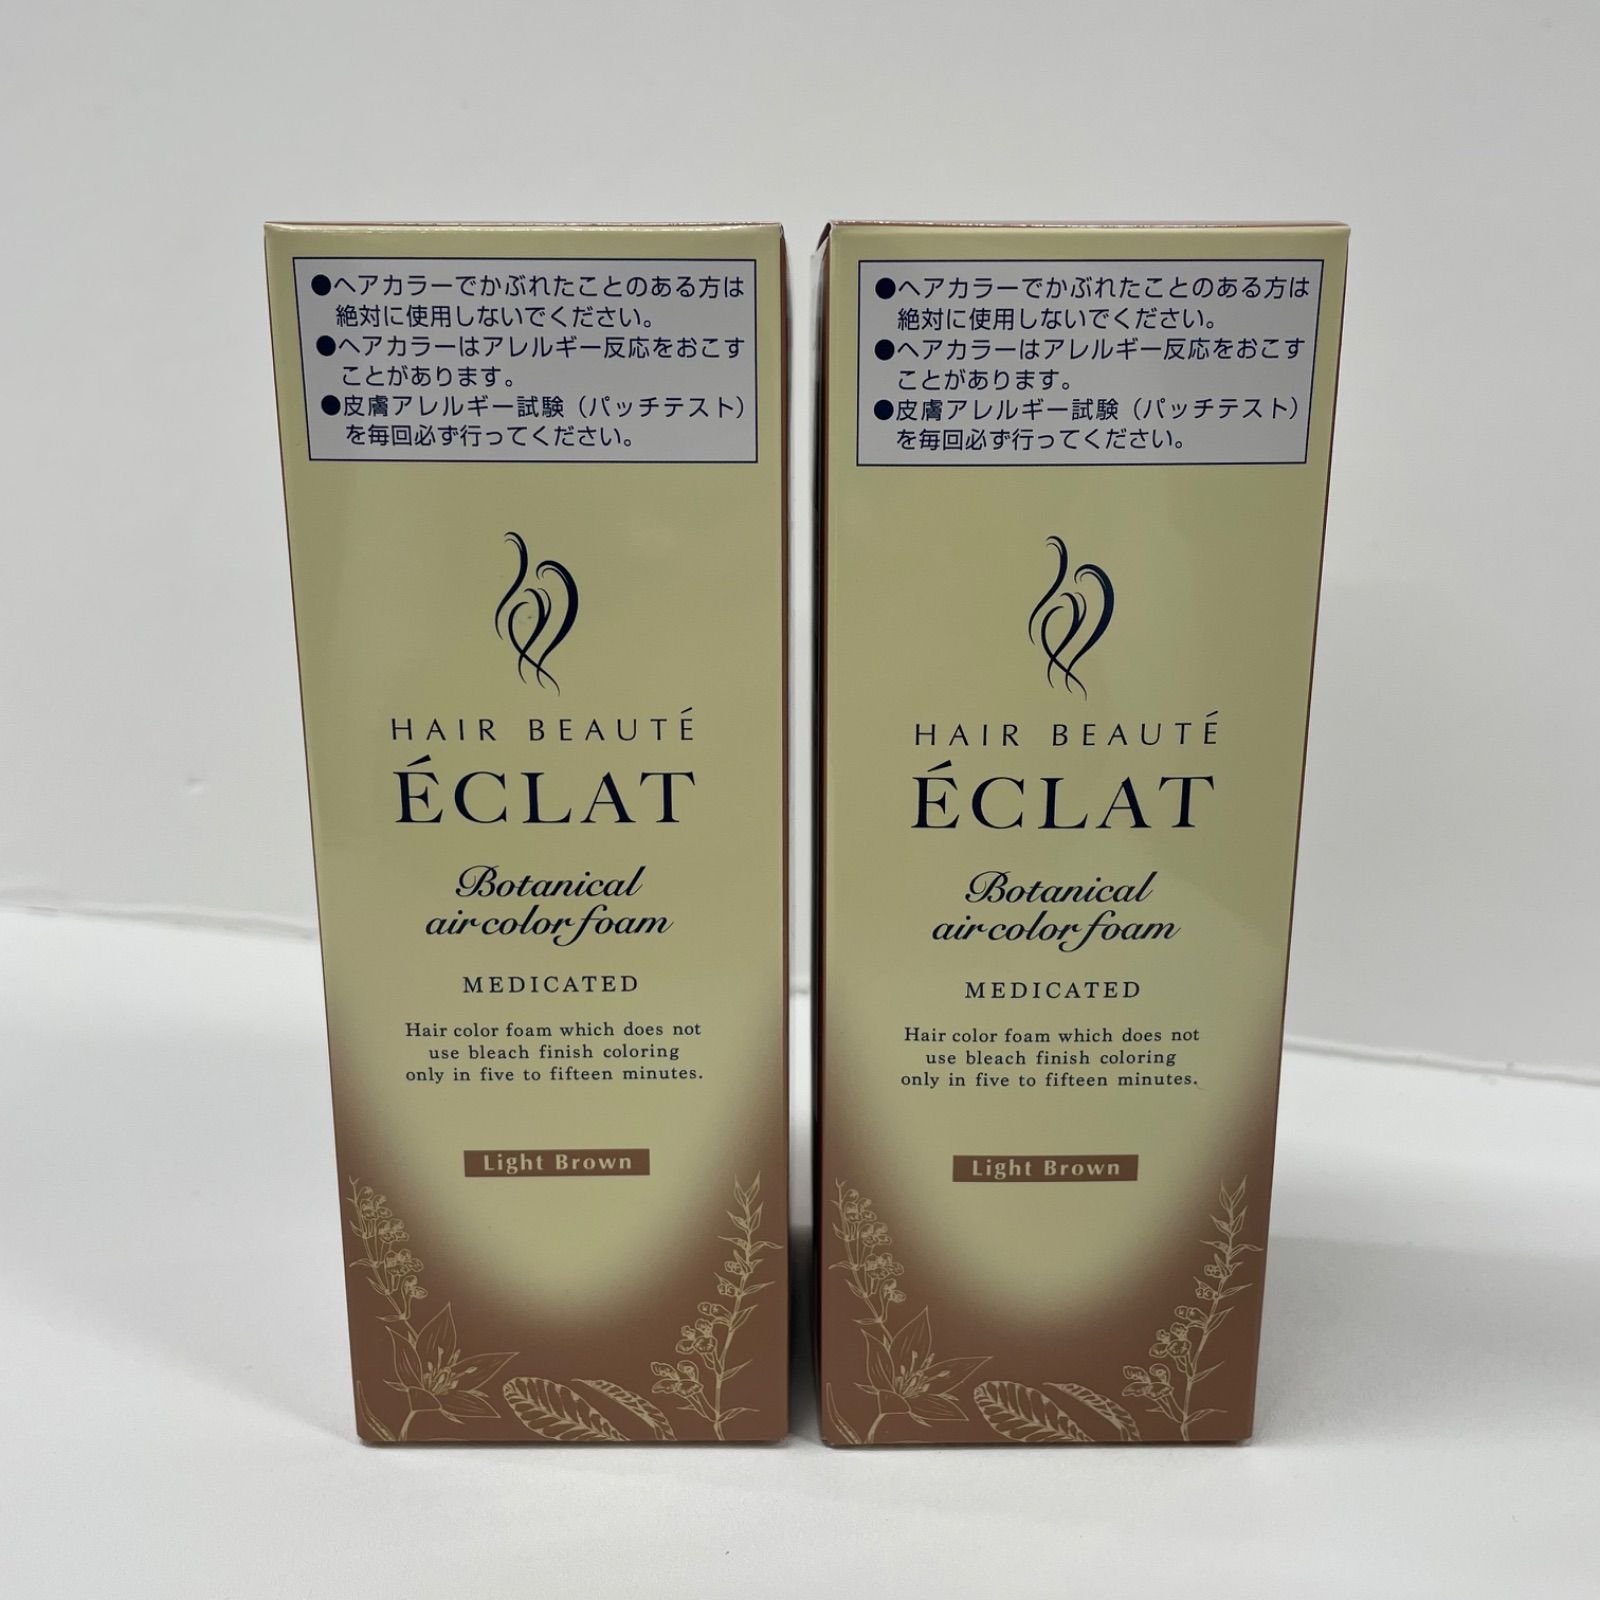 ●ヘアカラーでかぶれたことのある方は
絶対に使用しないでください。
●ヘアカラーはアレルギー反応をおこす
ことがあります。
●皮膚アレルギー試験（パッチテスト）
を毎回必ず行ってください。
HAIR BEAUTÉ
ÉCLAT
Botanical
air color foam
MEDICATED
Hair color foam which does not
use bleach finish coloring
only in five to fifteen minutes.
Light Brown
●ヘアカラーでかぶれたことのある方は
絶対に使用しないでください。
●ヘアカラーはアレルギー反応をおこす
ことがあります。
●皮膚アレルギー試験（パッチテスト）
を毎回必ず行ってください。
HAIR BEAUTÉ
ÉCLAT
Botanical
air color foam
MEDICATED
Hair color foam which does not
use bleach finish coloring
only in five to fifteen minutes.
Light Brown